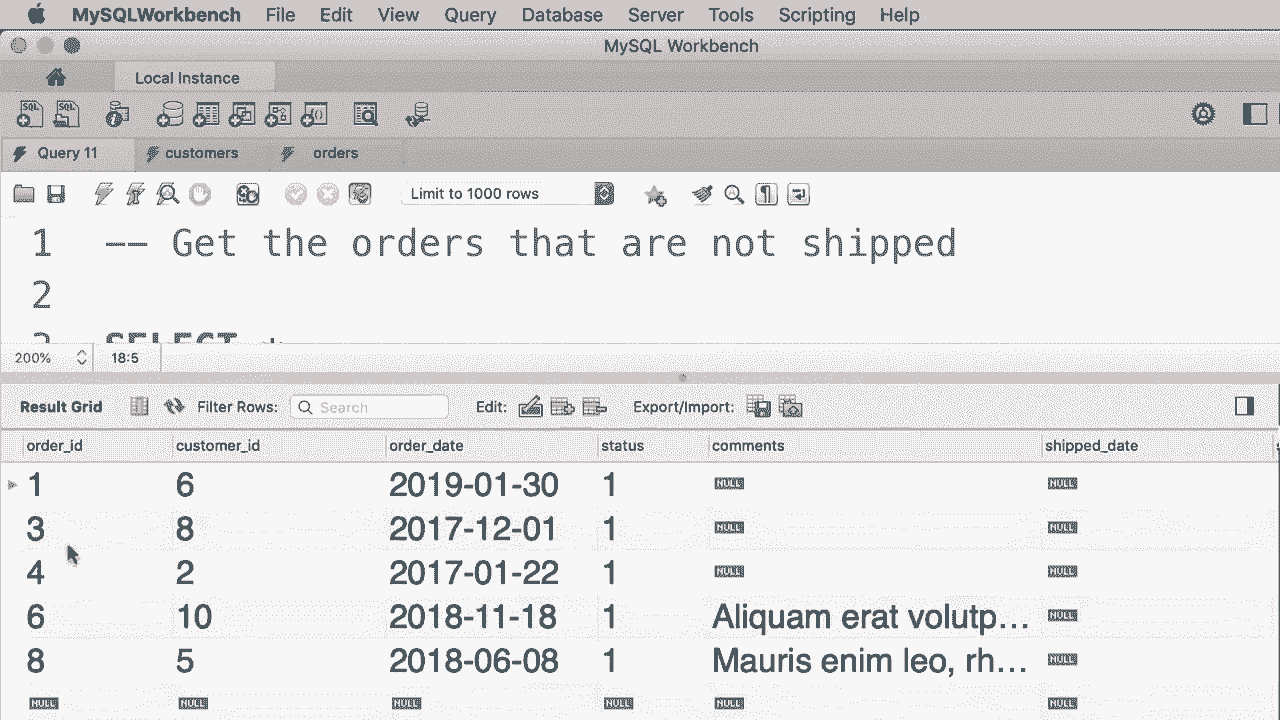 MySQLWorkbench File Edit View Query Database Server Tools Scripting Help
MySQL Workbench
Local Instance
SQL SQL
Query 11 customers orders
Limit to 1000 rows
1 -- Get the orders that are not shipped
2
3 SELECT *
200% 18:5
Result Grid Filter Rows: Search Edit: Export/Import:
order_id customer_id order_date status comments shipped_date
1 6 2019-01-30 1 NULL NULL
3 8 2017-12-01 1 NULL NULL
4 2 2017-01-22 1 NULL NULL
6 10 2018-11-18 1 Aliquam erat volutp... NULL
8 5 2018-06-08 1 Mauris enim leo, rh... NULL
NULL NULL NULL NULL NULL NULL